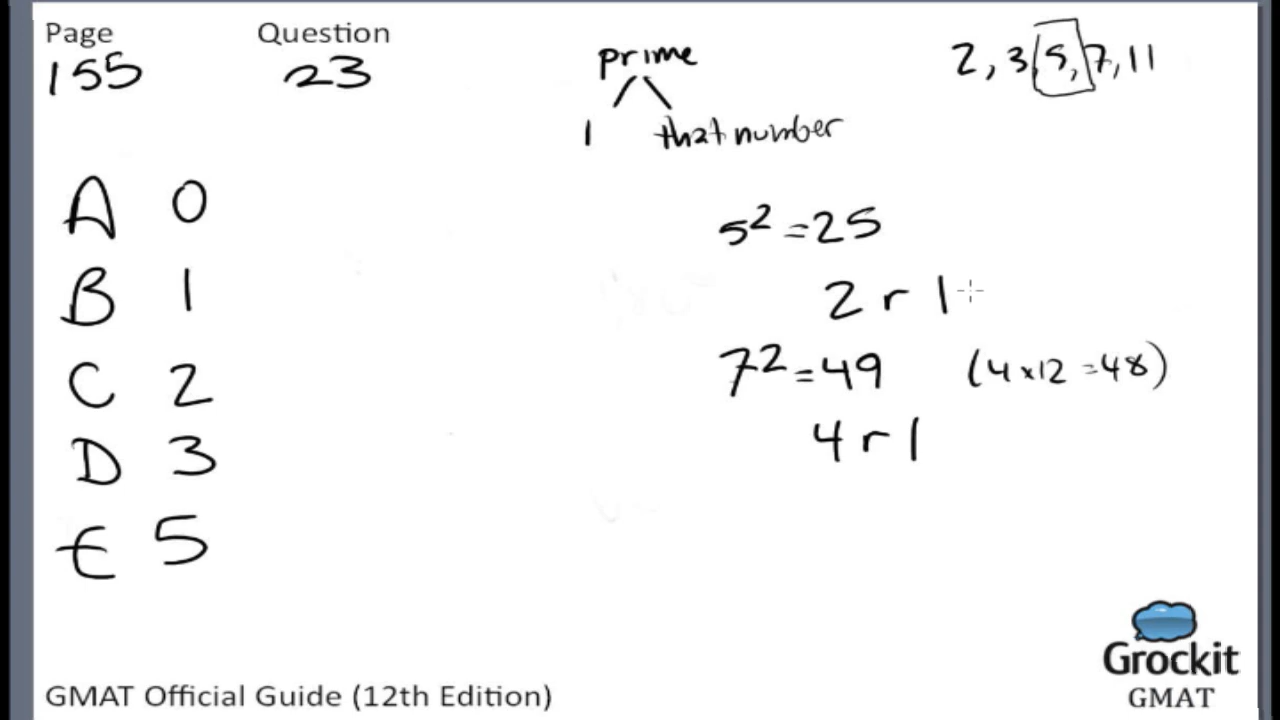 Page Question
155 23
prime
1 that number
2, 3, 5, 7, 11
A 0
B 1
C 2
D 3
E 5
5² = 25
2 r 1
7² = 49 (4 x 12 = 48)
4 r 1
Grockit
GMAT
GMAT Official Guide (12th Edition)